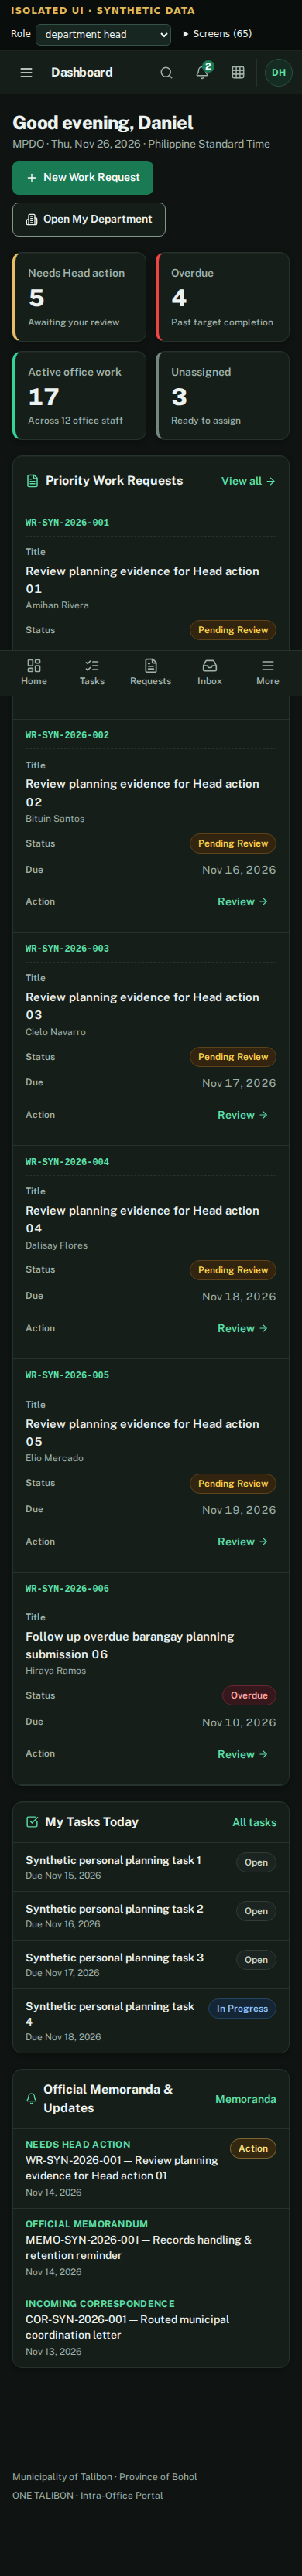 ISOLATED UI · SYNTHETIC DATA
Role department head ▸ Screens (65)
Dashboard 2 DH
Good evening, Daniel
MPDO · Thu, Nov 26, 2026 · Philippine Standard Time
+ New Work Request
Open My Department
Needs Head action
5
Awaiting your review
Overdue
4
Past target completion
Active office work
17
Across 12 office staff
Unassigned
3
Ready to assign
Priority Work Requests View all →
WR-SYN-2026-001
Title
Review planning evidence for Head action
01
Amihan Rivera
Status Pending Review
Home Tasks Requests Inbox More
WR-SYN-2026-002
Title
Review planning evidence for Head action
02
Bituin Santos
Status Pending Review
Due Nov 16, 2026
Action Review →
WR-SYN-2026-003
Title
Review planning evidence for Head action
03
Cielo Navarro
Status Pending Review
Due Nov 17, 2026
Action Review →
WR-SYN-2026-004
Title
Review planning evidence for Head action
04
Dalisay Flores
Status Pending Review
Due Nov 18, 2026
Action Review →
WR-SYN-2026-005
Title
Review planning evidence for Head action
05
Elio Mercado
Status Pending Review
Due Nov 19, 2026
Action Review →
WR-SYN-2026-006
Title
Follow up overdue barangay planning
submission 06
Hiraya Ramos
Status Overdue
Due Nov 10, 2026
Action Review →
My Tasks Today All tasks
Synthetic personal planning task 1 Open
Due Nov 15, 2026
Synthetic personal planning task 2 Open
Due Nov 16, 2026
Synthetic personal planning task 3 Open
Due Nov 17, 2026
Synthetic personal planning task
4 In Progress
Due Nov 18, 2026
Official Memoranda &
Updates Memoranda
NEEDS HEAD ACTION Action
WR-SYN-2026-001 — Review planning
evidence for Head action 01
Nov 14, 2026
OFFICIAL MEMORANDUM
MEMO-SYN-2026-001 — Records handling &
retention reminder
Nov 14, 2026
INCOMING CORRESPONDENCE
COR-SYN-2026-001 — Routed municipal
coordination letter
Nov 13, 2026
Municipality of Talibon · Province of Bohol
ONE TALIBON · Intra-Office Portal